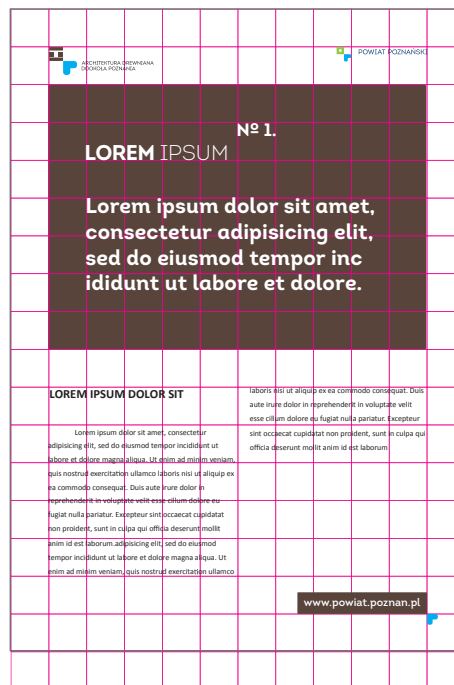 ARCHITEKTURA DREWNIANA
DOOKOŁA POZNANIA
POWIAT POZNAŃSKI
Nº 1.
LOREM IPSUM
Lorem ipsum dolor sit amet,
consectetur adipisicing elit,
sed do eiusmod tempor inc
ididunt ut labore et dolore.
LOREM IPSUM DOLOR SIT
Lorem ipsum dolor sit amet, consectetur
adipisicing elit, sed do eiusmod tempor incididunt ut
labore et dolore magna aliqua. Ut enim ad minim veniam,
quis nostrud exercitation ullamco laboris nisi ut aliquip ex
ea commodo consequat. Duis aute irure dolor in
reprehenderit in voluptate velit esse cillum dolore eu
fugiat nulla pariatur. Excepteur sint occaecat cupidatat
non proident, sunt in culpa qui officia deserunt mollit
anim id est laborum.adipisicing elit, sed do eiusmod
tempor incididunt ut labore et dolore magna aliqua. Ut
enim ad minim veniam, quis nostrud exercitation ullamco
laboris nisi ut aliquip ex ea commodo consequat. Duis
aute irure dolor in reprehenderit in voluptate velit
esse cillum dolore eu fugiat nulla pariatur. Excepteur
sint occaecat cupidatat non proident, sunt in culpa qui
officia deserunt mollit anim id est laborum
www.powiat.poznan.pl